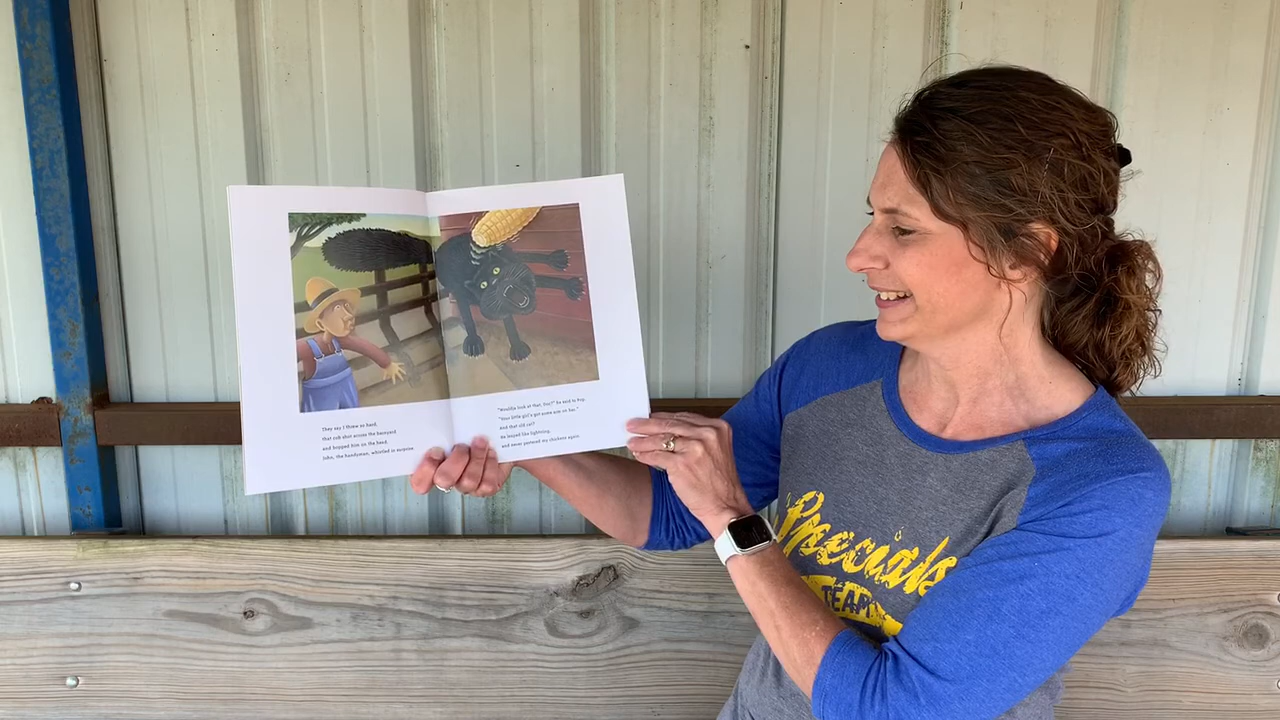 They say I threw so hard,
that cob shot across the barnyard
and bopped him on the head.
John, the handyman, whistled in surprise.
"Wouldja look at that, Roy?" he said to Pop.
"Your little girl's got some arm on her."
And that old cat?
He leaped like lightning
and never pestered my chickens again.
Specials
TEAM